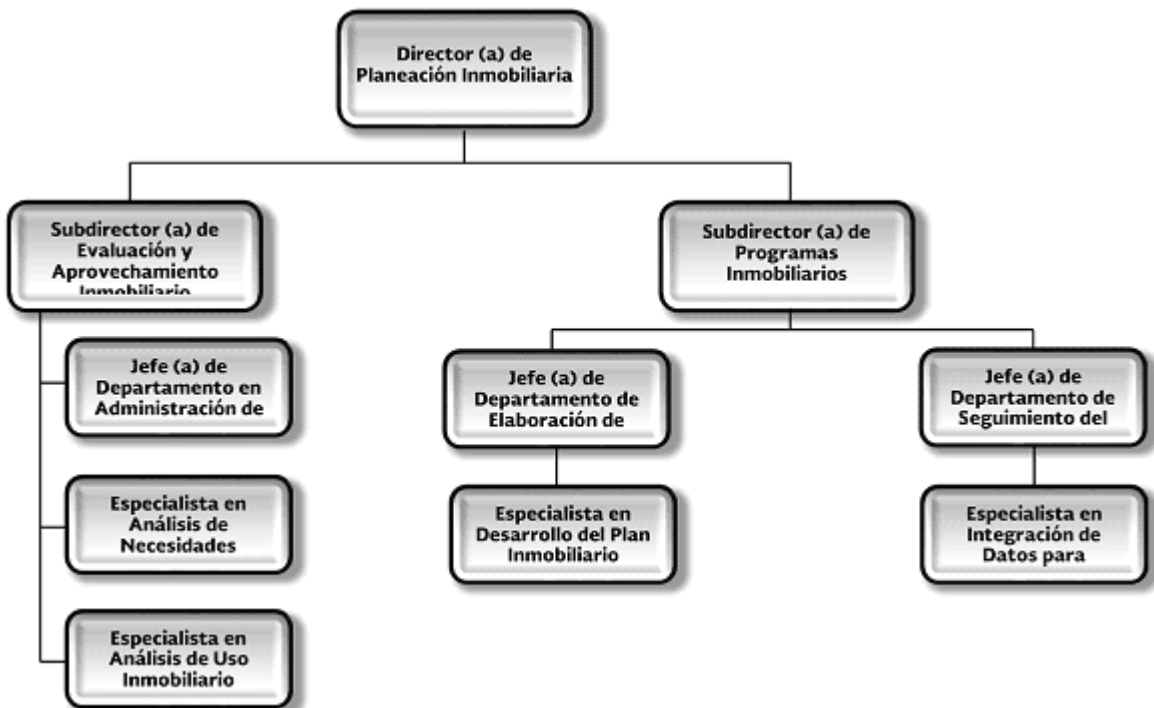 Director (a) de
Planeación Inmobiliaria
Subdirector (a) de
Evaluación y
Aprovechamiento
Inmobiliario
Subdirector (a) de
Programas
Inmobiliarios
Jefe (a) de
Departamento en
Administración de
Jefe (a) de
Departamento de
Elaboración de
Jefe (a) de
Departamento de
Seguimiento del
Especialista en
Análisis de
Necesidades
Especialista en
Desarrollo del Plan
Inmobiliario
Especialista en
Integración de
Datos para
Especialista en
Análisis de Uso
Inmobiliario